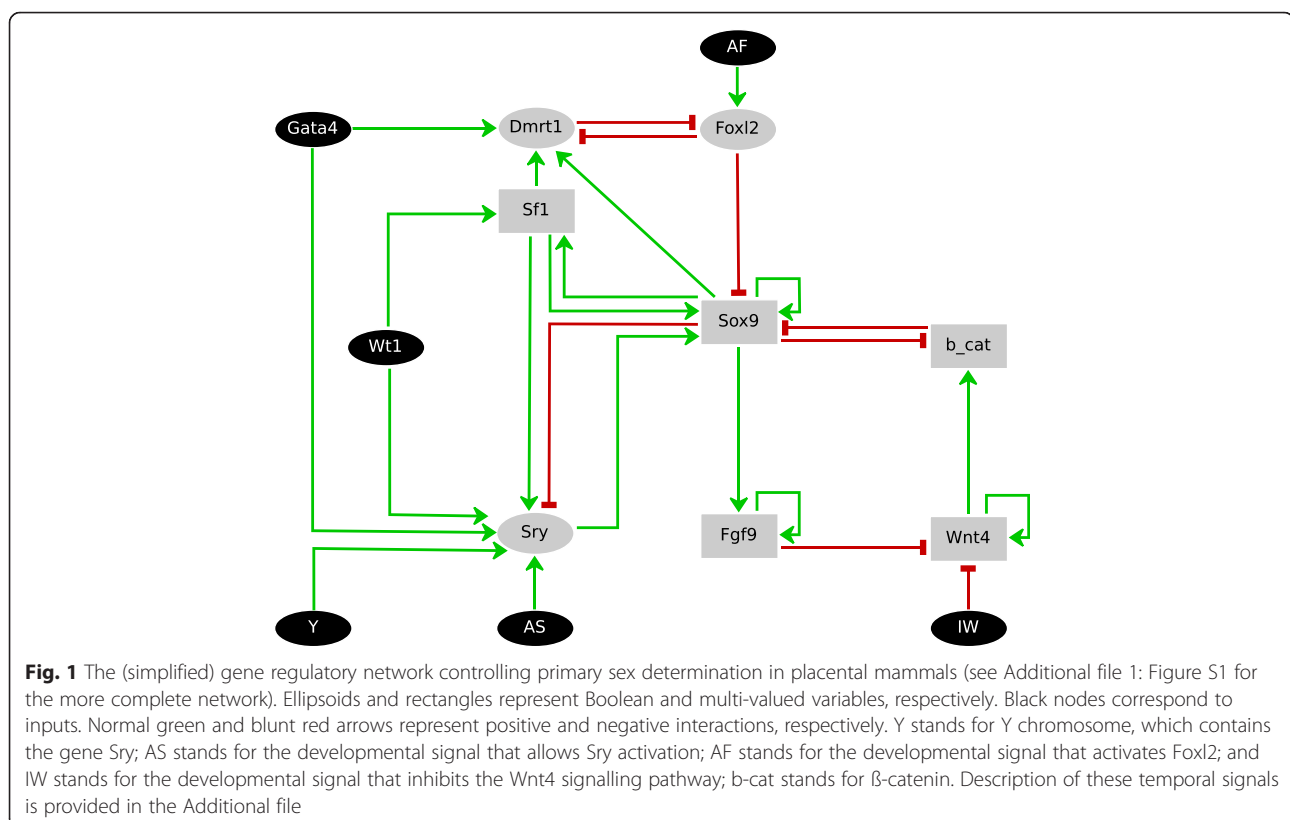 AF
Gata4
Dmrt1
Foxl2
Sf1
Sox9
Wt1
b_cat
Sry
Fgf9
Wnt4
Y
AS
IW
Fig. 1 The (simplified) gene regulatory network controlling primary sex determination in placental mammals (see Additional file 1: Figure S1 for
the more complete network). Ellipsoids and rectangles represent Boolean and multi-valued variables, respectively. Black nodes correspond to
inputs. Normal green and blunt red arrows represent positive and negative interactions, respectively. Y stands for Y chromosome, which contains
the gene Sry; AS stands for the developmental signal that allows Sry activation; AF stands for the developmental signal that activates Foxl2; and
IW stands for the developmental signal that inhibits the Wnt4 signalling pathway; b-cat stands for ß-catenin. Description of these temporal signals
is provided in the Additional file